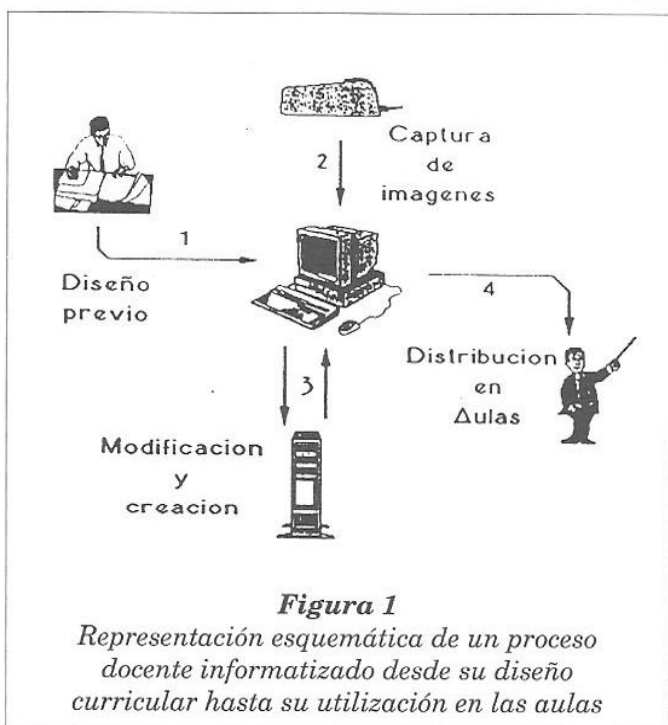 2
Captura
de
imagenes
1
Diseño
previo
4
Distribucion
en
Aulas
3
Modificacion
y
creacion
Figura 1
Representación esquemática de un proceso
docente informatizado desde su diseño
curricular hasta su utilización en las aulas